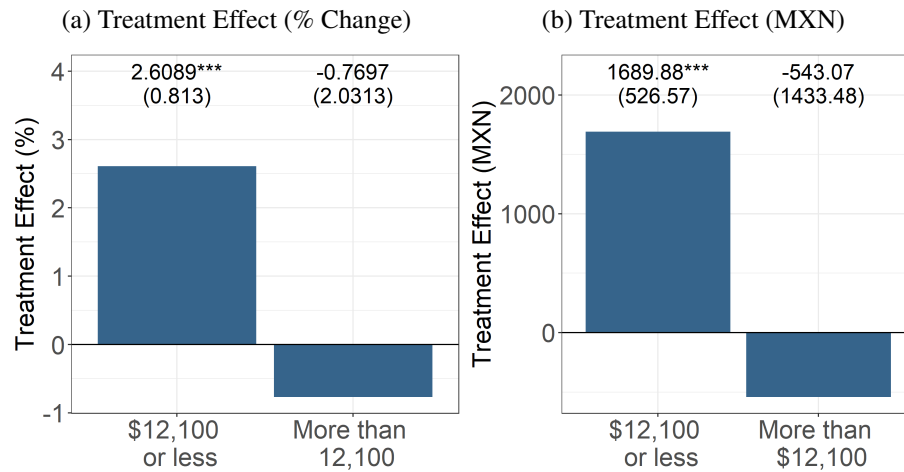 (a) Treatment Effect (% Change)
2.6089*** -0.7697
(0.813) (2.0313)
Treatment Effect (%)
4
3
2
1
0
-1
$12,100 More than
or less 12,100
(b) Treatment Effect (MXN)
1689.88*** -543.07
(526.57) (1433.48)
Treatment Effect (MXN)
2000
1000
0
$12,100 More than
or less $12,100